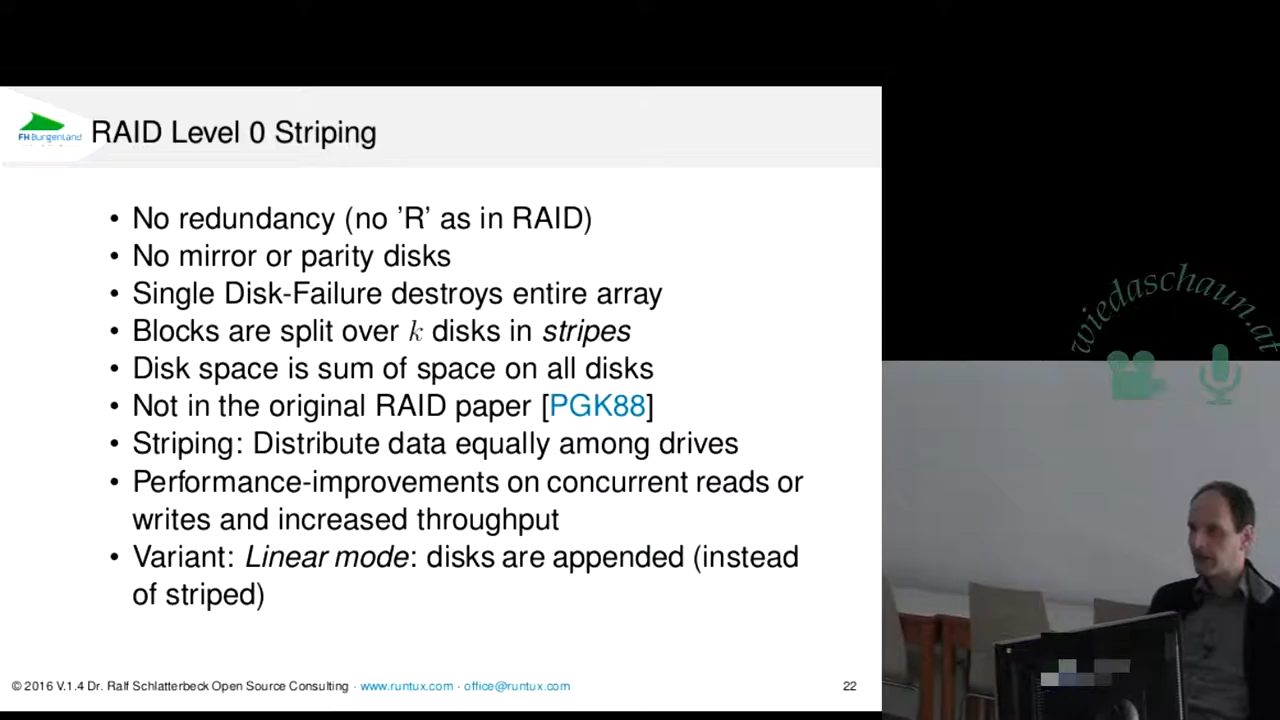 FH Burgenland
RAID Level 0 Striping
• No redundancy (no ’R’ as in RAID)
• No mirror or parity disks
• Single Disk-Failure destroys entire array
• Blocks are split over k disks in stripes
• Disk space is sum of space on all disks
• Not in the original RAID paper [PGK88]
• Striping: Distribute data equally among drives
• Performance-improvements on concurrent reads or
writes and increased throughput
• Variant: Linear mode: disks are appended (instead
of striped)
© 2016 V.1.4 Dr. Ralf Schlatterbeck Open Source Consulting · www.runtux.com · office@runtux.com
22
wiedaschaun.at